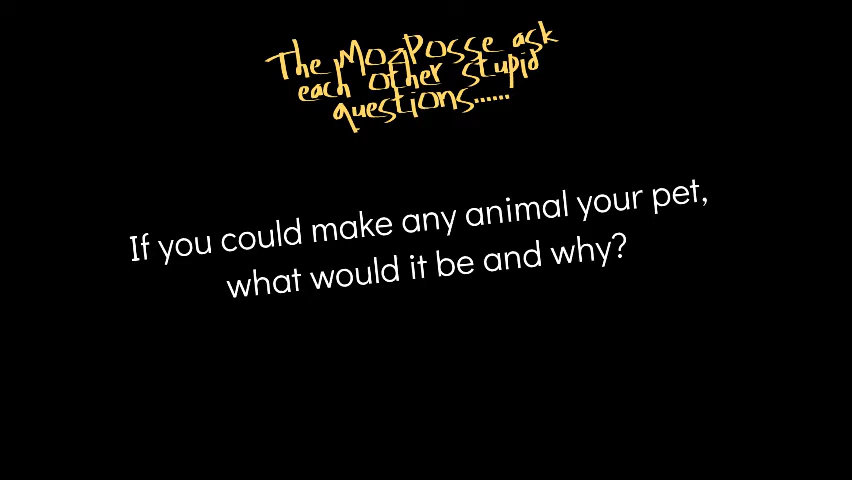 The MozPosse ask
each other stupid
questions......
If you could make any animal your pet,
what would it be and why?